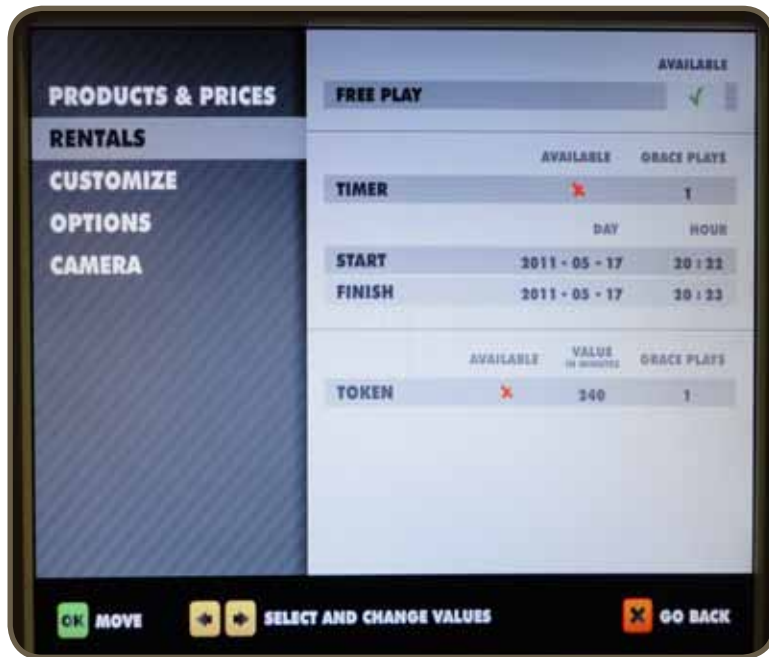 AVAILABLE
PRODUCTS & PRICES
FREE PLAY
RENTALS
AVAILABLE GRACE PLAYS
CUSTOMIZE
TIMER 1
OPTIONS
DAY HOUR
CAMERA
START 2011 - 05 - 17 20 : 22
FINISH 2011 - 05 - 17 20 : 23
AVAILABLE VALUE IN MINUTES GRACE PLAYS
TOKEN 240 1
OK MOVE SELECT AND CHANGE VALUES X GO BACK